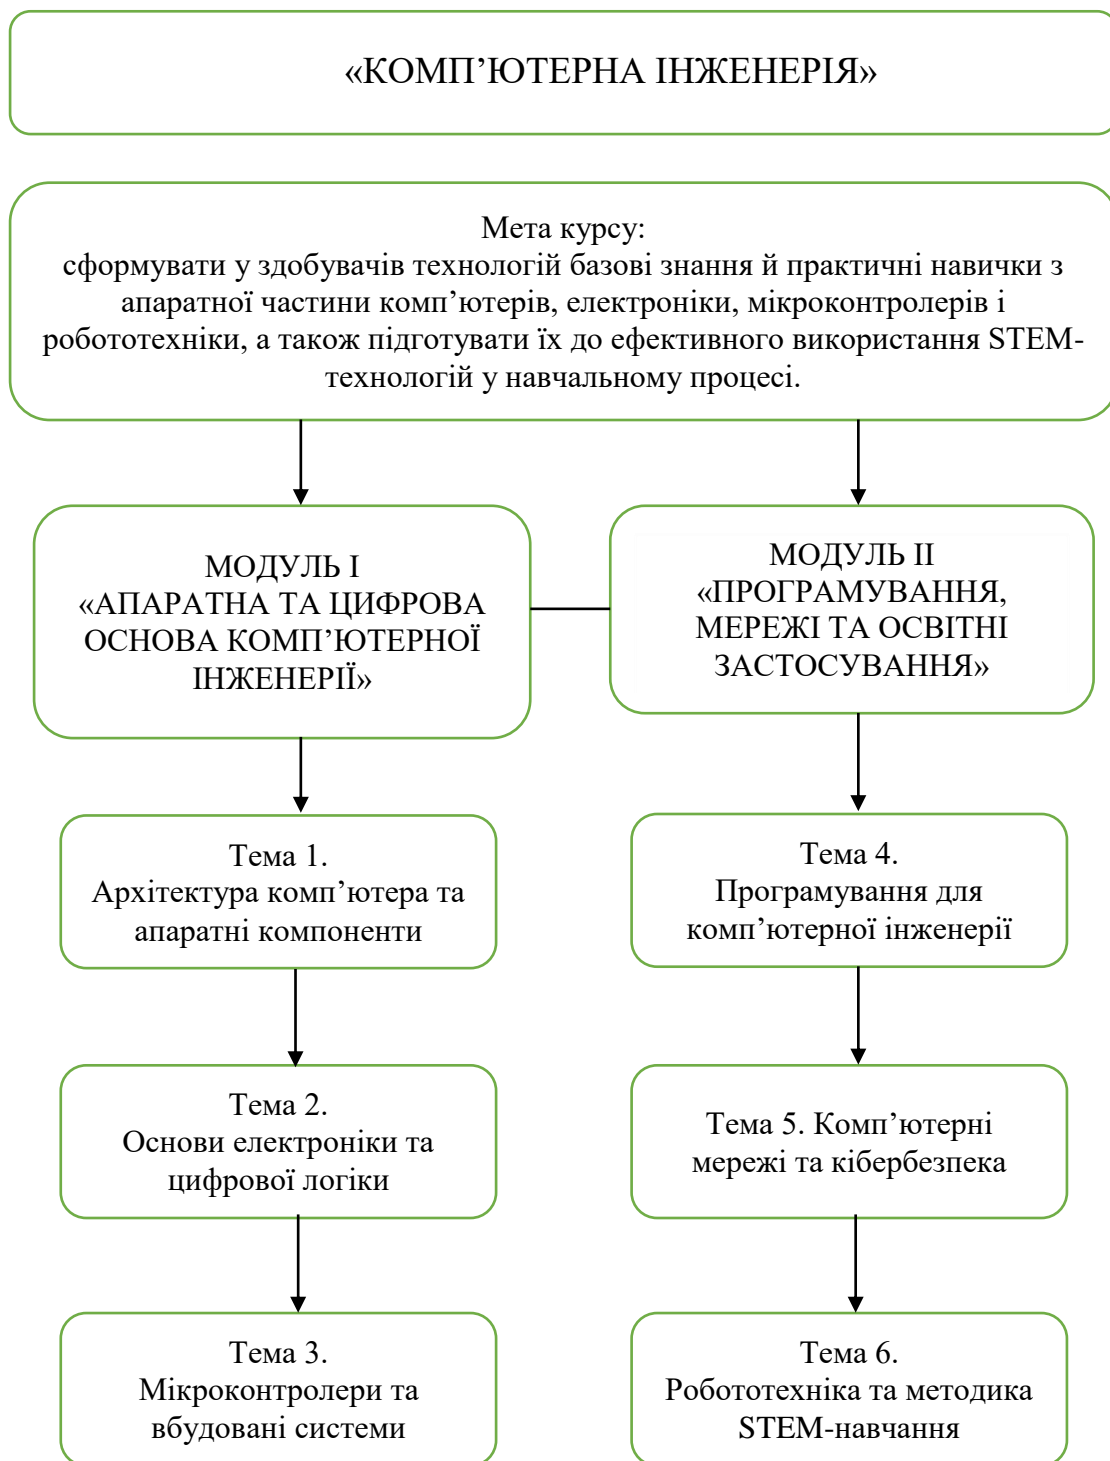 «КОМП’ЮТЕРНА ІНЖЕНЕРІЯ»
Мета курсу:
сформувати у здобувачів технологій базові знання й практичні навички з
апаратної частини комп’ютерів, електроніки, мікроконтролерів і
робототехніки, а також підготувати їх до ефективного використання STEM-
технологій у навчальному процесі.
МОДУЛЬ І
«АПАРАТНА ТА ЦИФРОВА
ОСНОВА КОМП’ЮТЕРНОЇ
ІНЖЕНЕРІЇ»
МОДУЛЬ ІІ
«ПРОГРАМУВАННЯ,
МЕРЕЖІ ТА ОСВІТНІ
ЗАСТОСУВАННЯ»
Тема 1.
Архітектура комп’ютера та
апаратні компоненти
Тема 4.
Програмування для
комп’ютерної інженерії
Тема 2.
Основи електроніки та
цифрової логіки
Тема 5. Комп’ютерні
мережі та кібербезпека
Тема 3.
Мікроконтролери та
вбудовані системи
Тема 6.
Робототехніка та методика
STEM-навчання